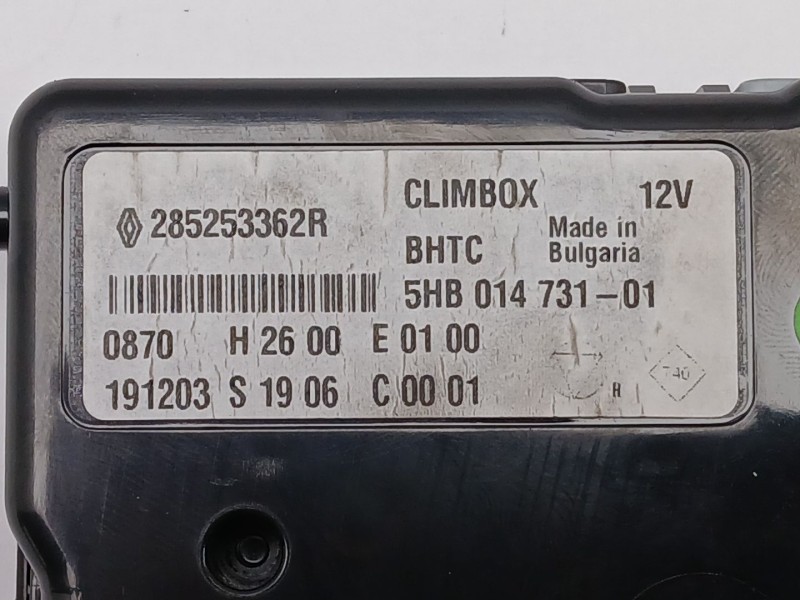 285253362R
CLIMBOX 12V
BHTC Made in Bulgaria
5HB 014 731-01
0870 H 26 00 E 01 00
191203 S 19 06 C 00 01
H